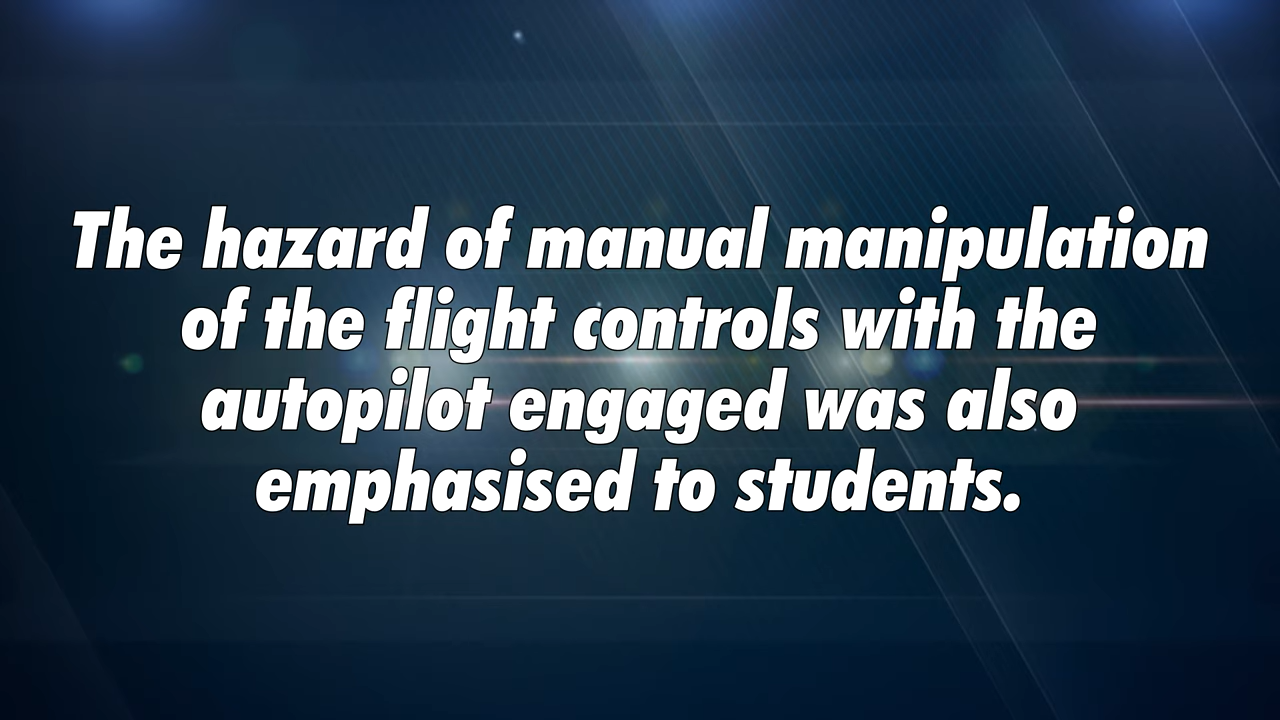 The hazard of manual manipulation
of the flight controls with the
autopilot engaged was also
emphasised to students.